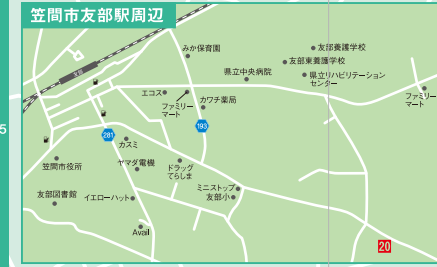 笠間市友部駅周辺
みか保育園
友部養護学校
友部東養護学校
県立中央病院
県立リハビリテーション
センター
エコス
ファミリー
マート
カワチ薬局
ファミリー
マート
5
281
193
カスミ
笠間市役所
ヤマダ電機
ドラッグ
てらしま
友部図書館
イエローハット
ミニストップ
友部小
Avail
20